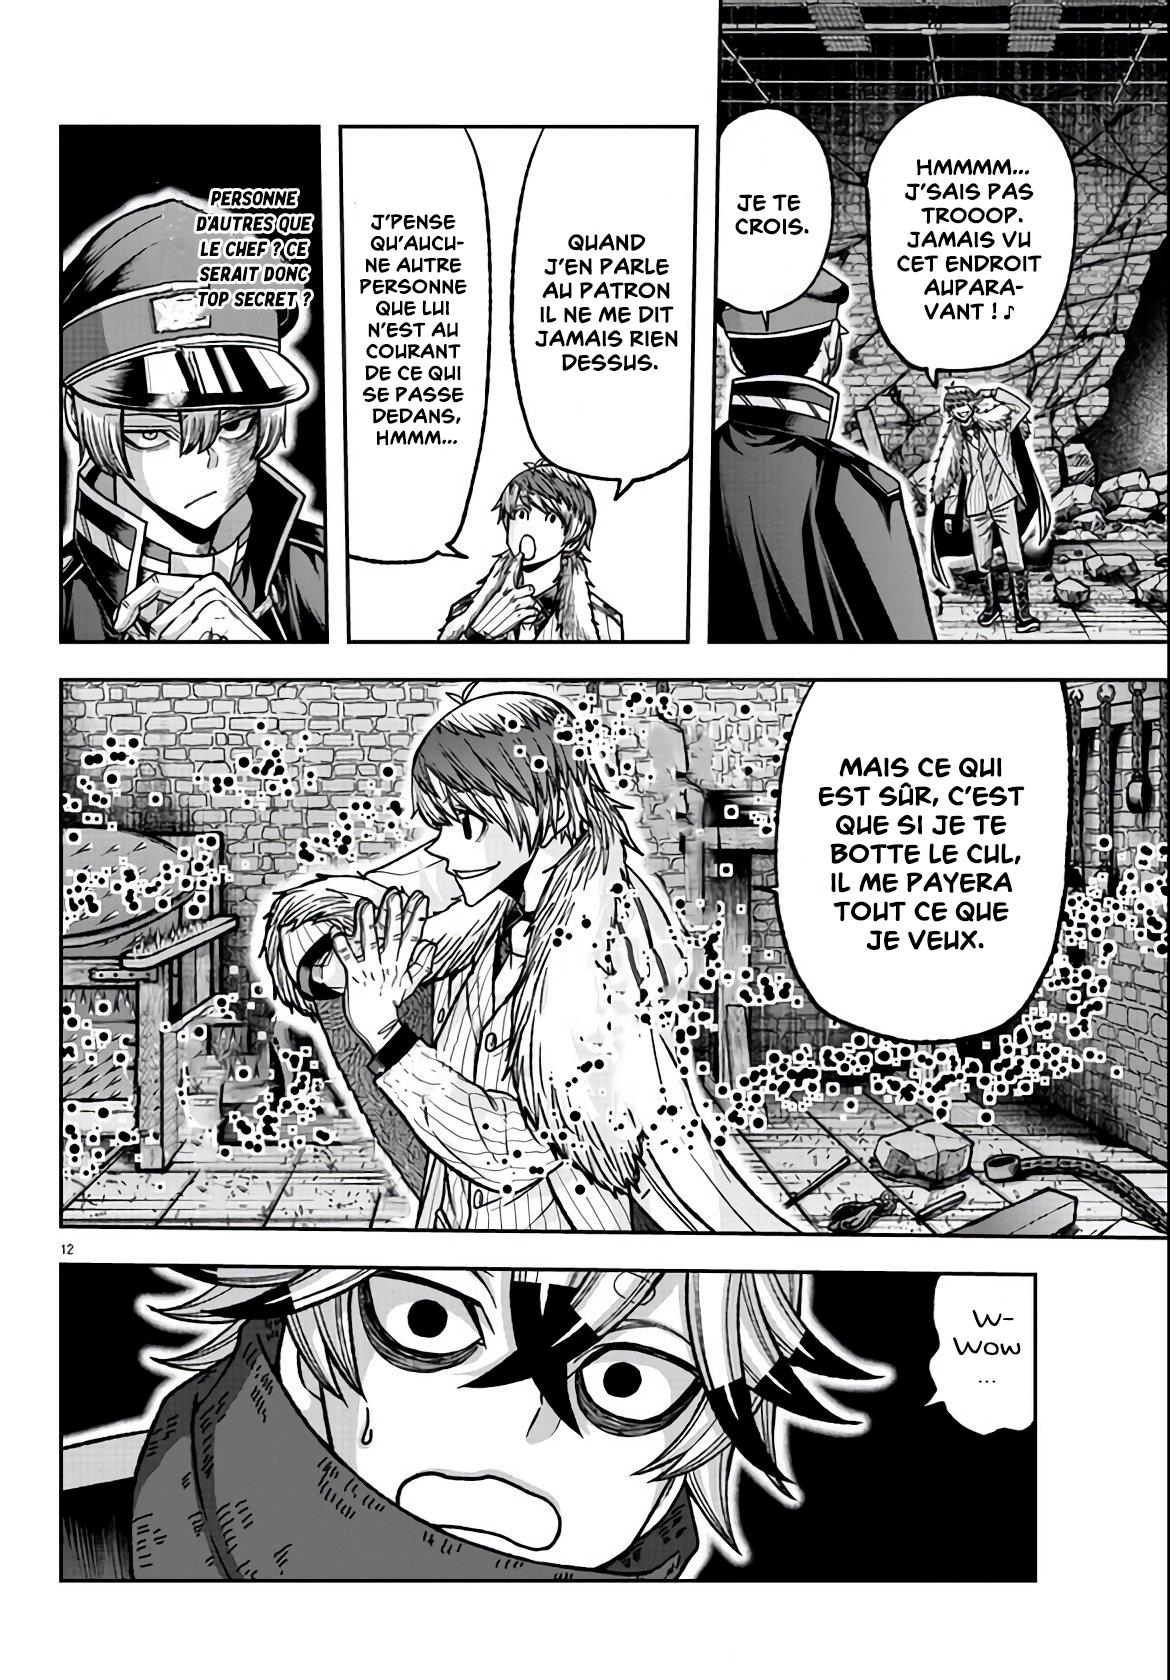 HMMMM...
J'SAIS PAS
TROOOP.
JAMAIS VU
CET ENDROIT
AUPARA-
VANT ! ♪
JE TE
CROIS.
QUAND
J'EN PARLE
AU PATRON
IL NE ME DIT
JAMAIS RIEN
DESSUS.
J'PENSE
QU'AUCU-
NE AUTRE
PERSONNE
QUE LUI
N'EST AU
COURANT
DE CE QUI
SE PASSE
DEDANS,
HMMM...
PERSONNE
D'AUTRES QUE
LE CHEF ? CE
SERAIT DONC
TOP SECRET ?
MAIS CE QUI
EST SÛR, C'EST
QUE SI JE TE
BOTTE LE CUL,
IL ME PAYERA
TOUT CE QUE
JE VEUX.
12
W-
WOW
...